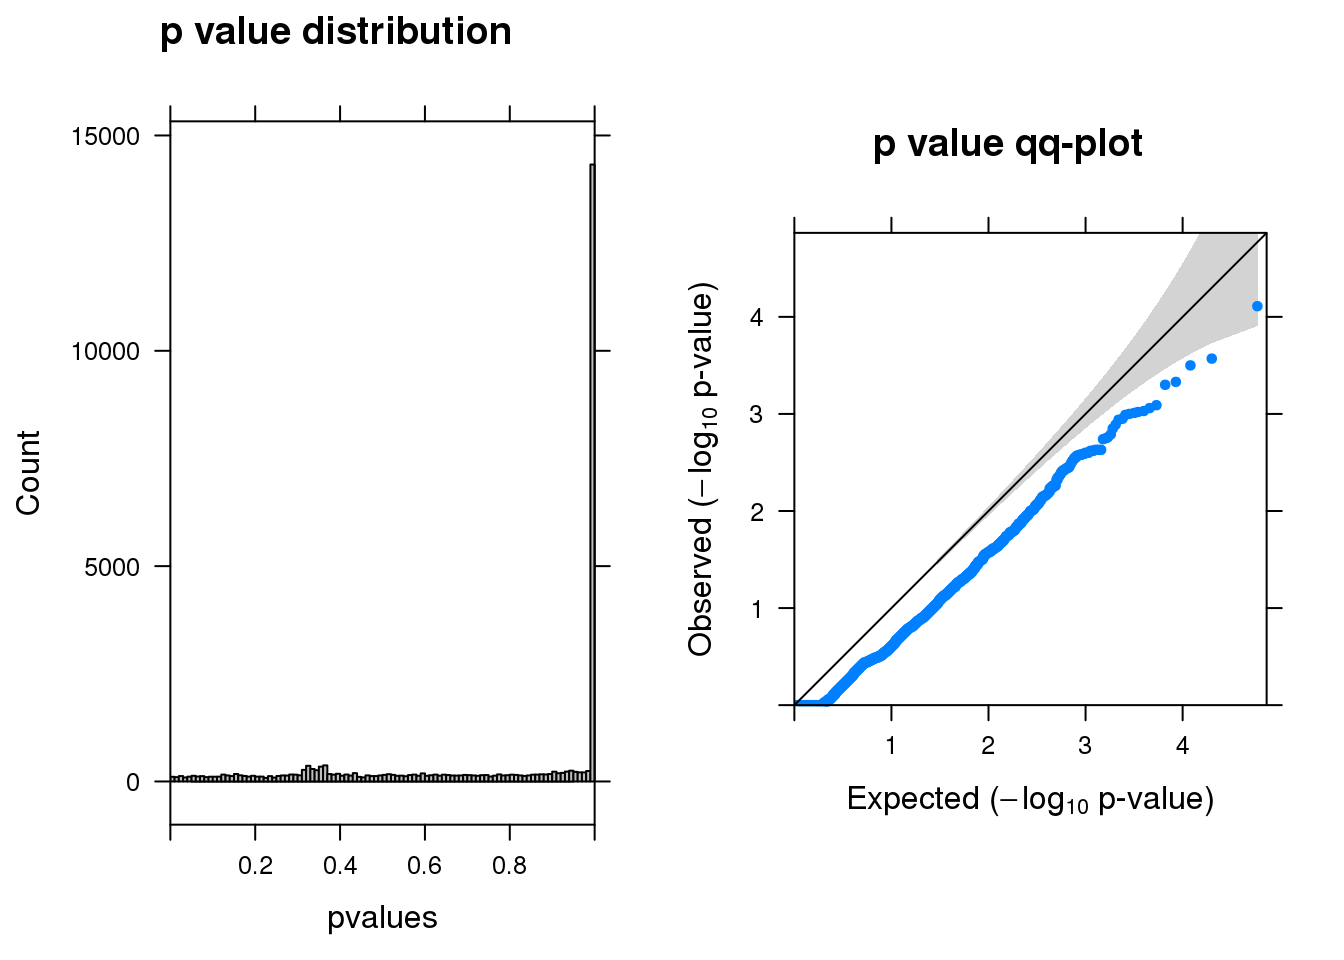 p value distribution
15000
10000
5000
0
Count
0.2 0.4 0.6 0.8
pvalues
p value qq-plot
4
3
2
1
Observed (−log10 p-value)
1 2 3 4
Expected (−log10 p-value)